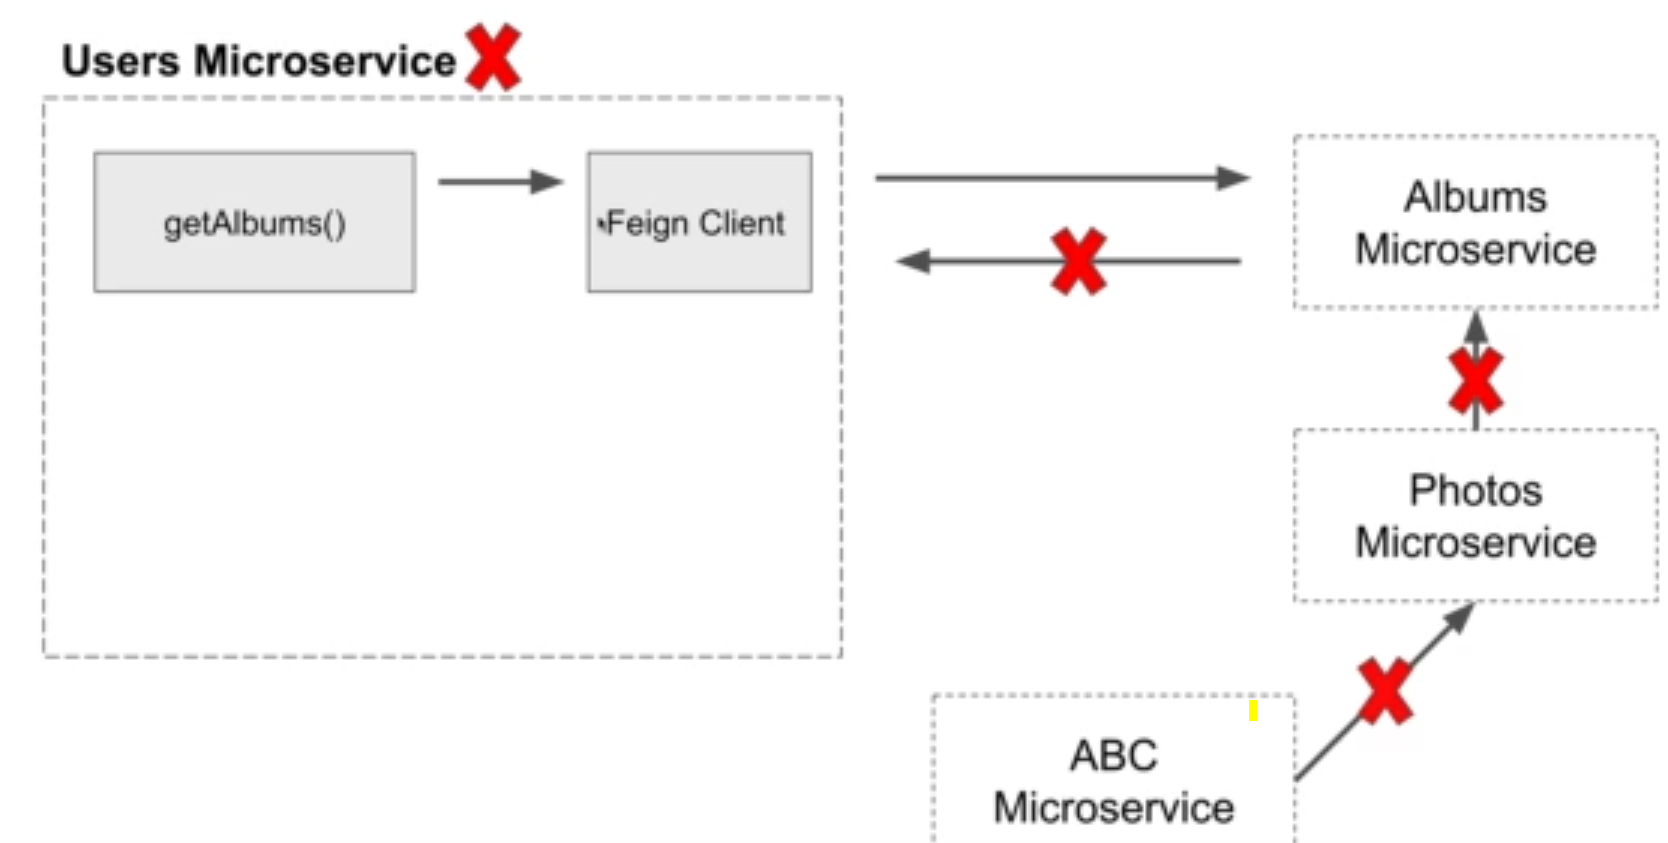 Users Microservice
getAlbums()
Feign Client
Albums
Microservice
Photos
Microservice
ABC
Microservice